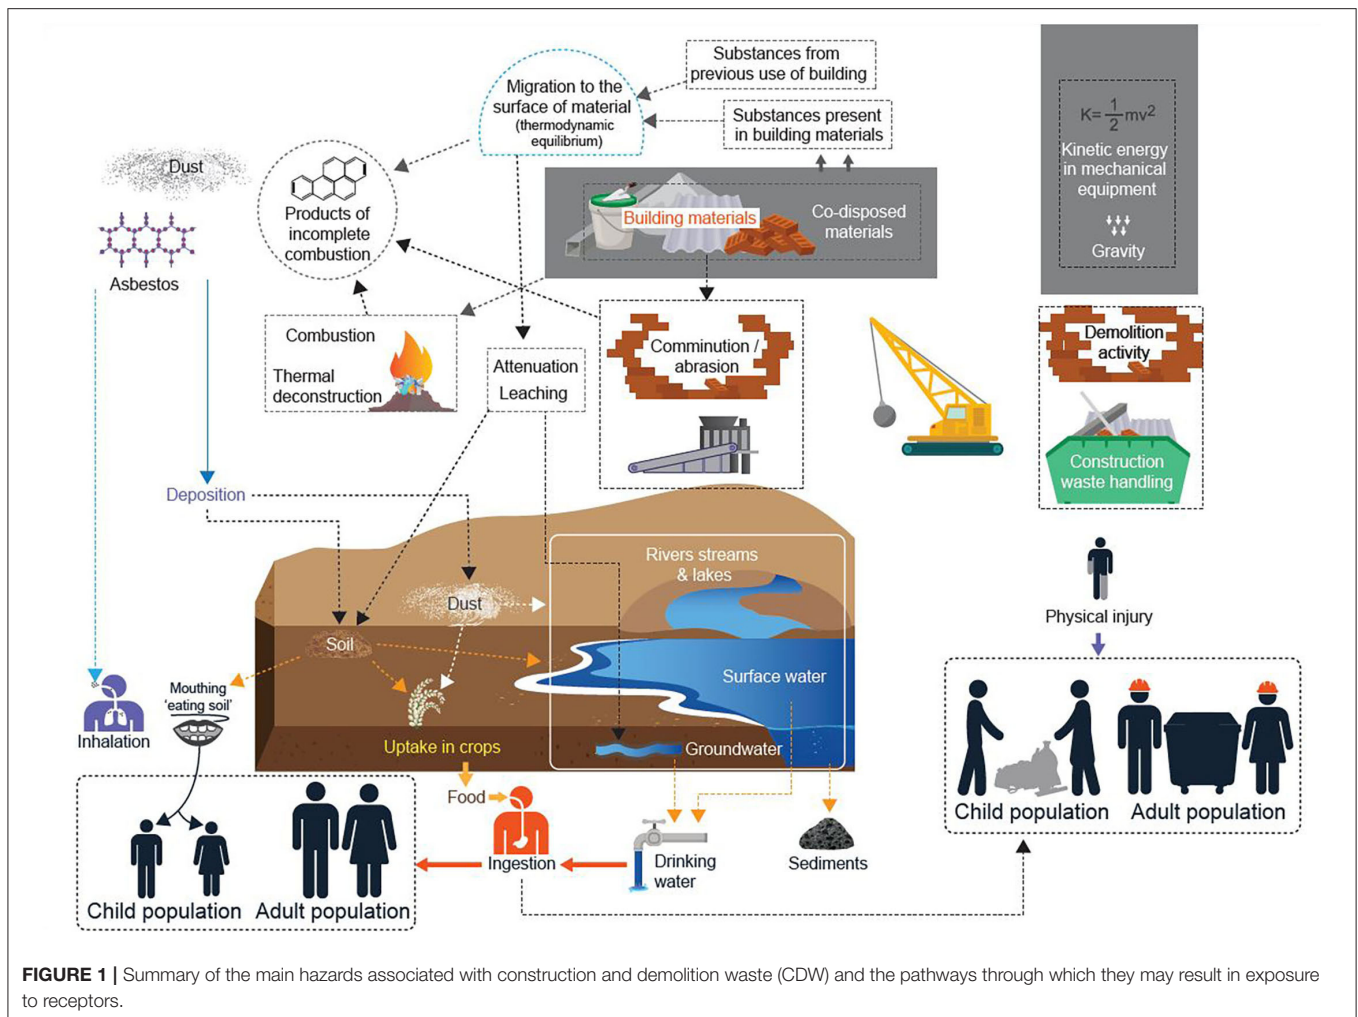 Substances from
previous use of building
Migration to the
surface of material
(thermodynamic
equilibrium)
Substances present
in building materials
K= 1/2 mv²
Kinetic energy
in mechanical
equipment
Gravity
Dust
Products of
incomplete
combustion
Building materials
Co-disposed
materials
Asbestos
Combustion
Thermal
deconstruction
Attenuation
Leaching
Comminution /
abrasion
Demolition
activity
Construction
waste handling
Deposition
Rivers streams
& lakes
Dust
Soil
Physical injury
Surface water
Mouthing
'eating soil'
Inhalation
Uptake in crops
Groundwater
Food
Ingestion
Drinking
water
Sediments
Child population
Adult population
Child population
Adult population
FIGURE 1 | Summary of the main hazards associated with construction and demolition waste (CDW) and the pathways through which they may result in exposure
to receptors.